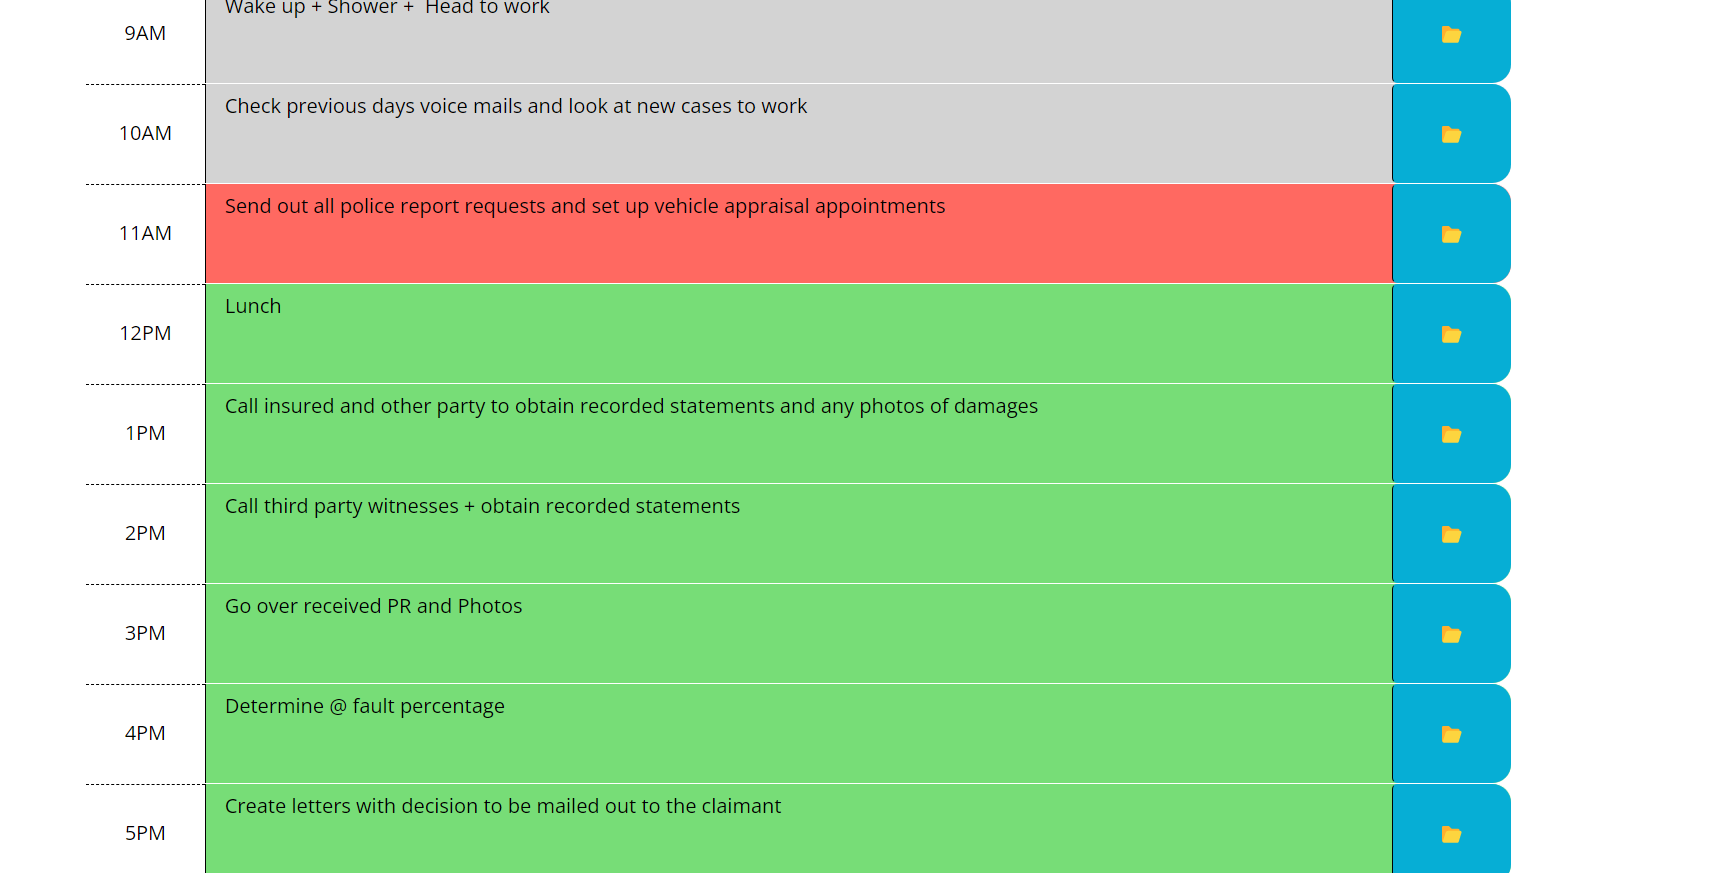 Wake up + Shower +  Head to work
9AM
Check previous days voice mails and look at new cases to work
10AM
Send out all police report requests and set up vehicle appraisal appointments
11AM
Lunch
12PM
Call insured and other party to obtain recorded statements and any photos of damages
1PM
Call third party witnesses + obtain recorded statements
2PM
Go over received PR and Photos
3PM
Determine @ fault percentage
4PM
Create letters with decision to be mailed out to the claimant
5PM